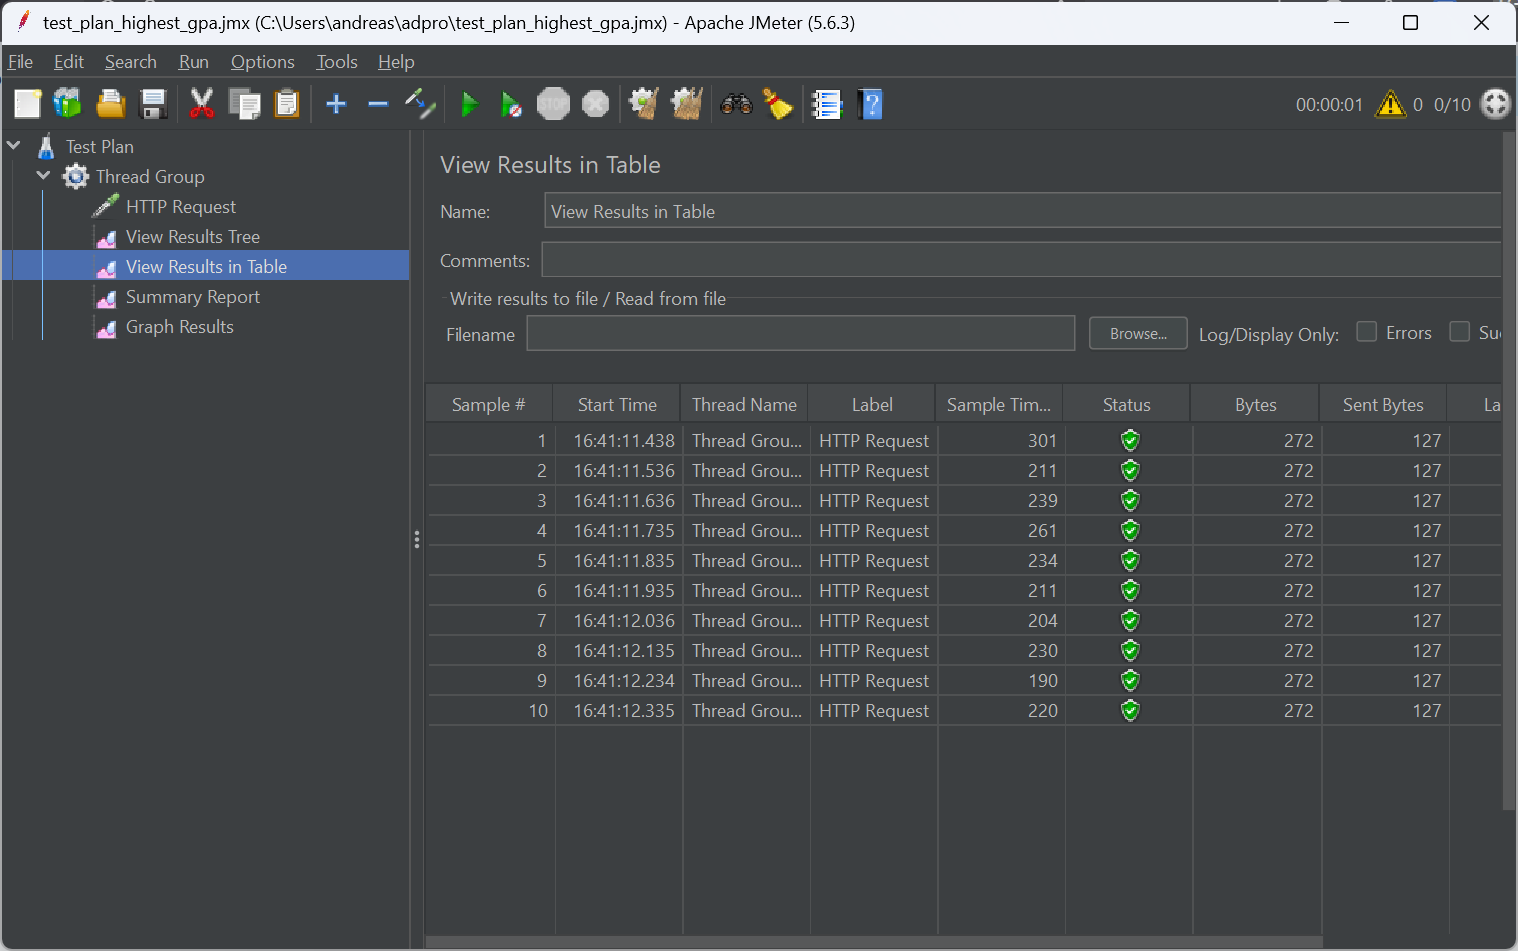 test_plan_highest_gpa.jmx (C:\Users\andreas\adpro\test_plan_highest_gpa.jmx) - Apache JMeter (5.6.3)
File Edit Search Run Options Tools Help
STOP
00:00:01 0 0/10
Test Plan
Thread Group
HTTP Request
View Results Tree
View Results in Table
Summary Report
Graph Results
View Results in Table
Name: View Results in Table
Comments:
Write results to file / Read from file
Filename Browse... Log/Display Only: Errors Su
Sample # Start Time Thread Name Label Sample Tim... Status Bytes Sent Bytes La
1 16:41:11.438 Thread Grou... HTTP Request 301 272 127
2 16:41:11.536 Thread Grou... HTTP Request 211 272 127
3 16:41:11.636 Thread Grou... HTTP Request 239 272 127
4 16:41:11.735 Thread Grou... HTTP Request 261 272 127
5 16:41:11.835 Thread Grou... HTTP Request 234 272 127
6 16:41:11.935 Thread Grou... HTTP Request 211 272 127
7 16:41:12.036 Thread Grou... HTTP Request 204 272 127
8 16:41:12.135 Thread Grou... HTTP Request 230 272 127
9 16:41:12.234 Thread Grou... HTTP Request 190 272 127
10 16:41:12.335 Thread Grou... HTTP Request 220 272 127